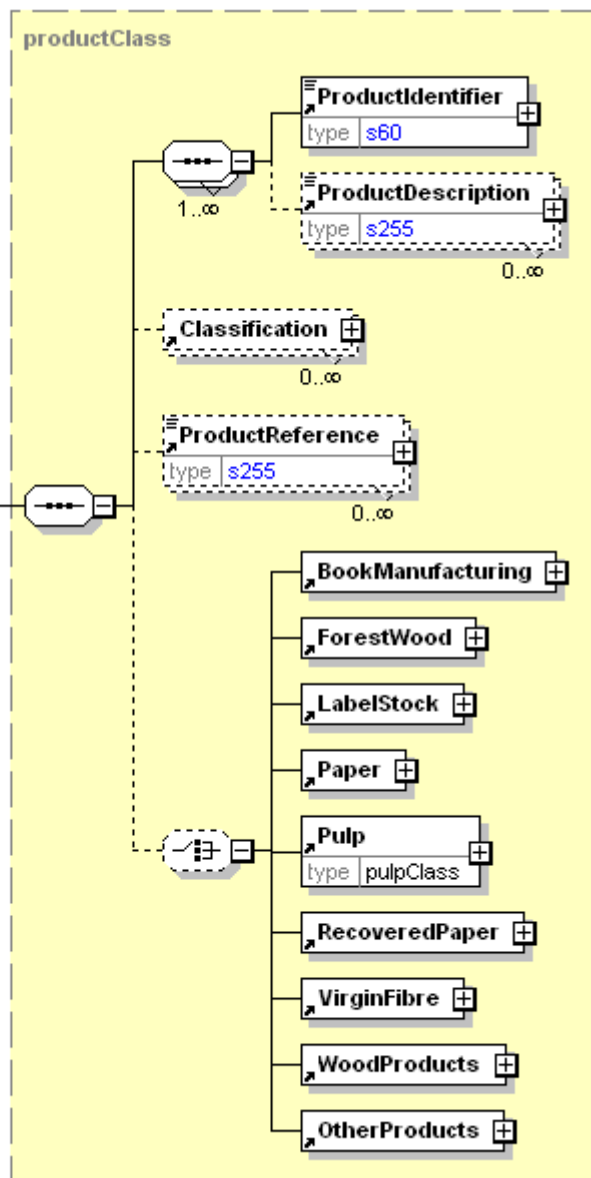 productClass
ProductIdentifier
type s60
1..∞
ProductDescription
type s255
0..∞
Classification
0..∞
ProductReference
type s255
0..∞
BookManufacturing
ForestWood
LabelStock
Paper
Pulp
type pulpClass
RecoveredPaper
VirginFibre
WoodProducts
OtherProducts